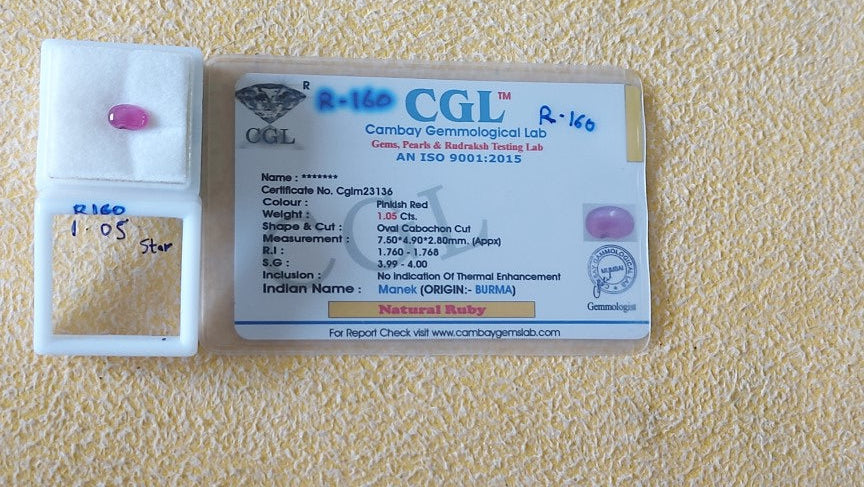 R160
1.05
Star
R
CGL
R-160
CGL™
R-160
Cambay Gemmological Lab
Gems, Pearls & Rudraksh Testing Lab
AN ISO 9001:2015
Name : *******
Certificate No. Cglm23136
Colour : Pinkish Red
Weight : 1.05 Cts.
Shape & Cut : Oval Cabochon Cut
Measurement : 7.50*4.90*2.80mm. (Appx)
R.I : 1.760 - 1.768
S.G : 3.99 - 4.00
Inclusion : No Indication Of Thermal Enhancement
Indian Name : Manek (ORIGIN:- BURMA)
Natural Ruby
For Report Check visit www.cambaygemslab.com
CGL
MUMBAI
Gemmologist